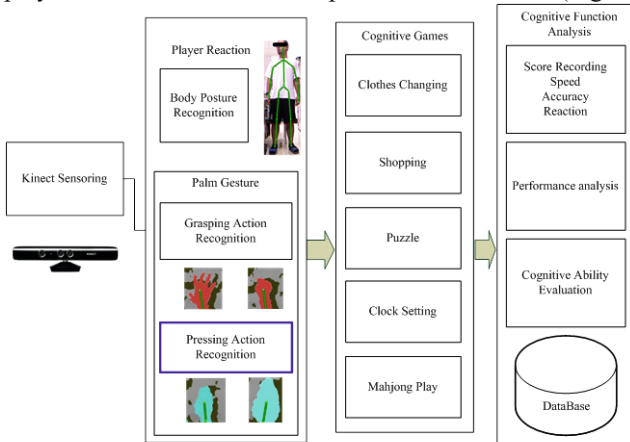 Player Reaction
Body Posture
Recognition
Kinect Sensoring
Palm Gesture
Grasping Action
Recognition
Pressing Action
Recognition
Cognitive Games
Clothes Changing
Shopping
Puzzle
Clock Setting
Mahjong Play
Cognitive Function
Analysis
Score Recording
Speed
Accuracy
Reaction
Performance analysis
Cognitive Ability
Evaluation
DataBase